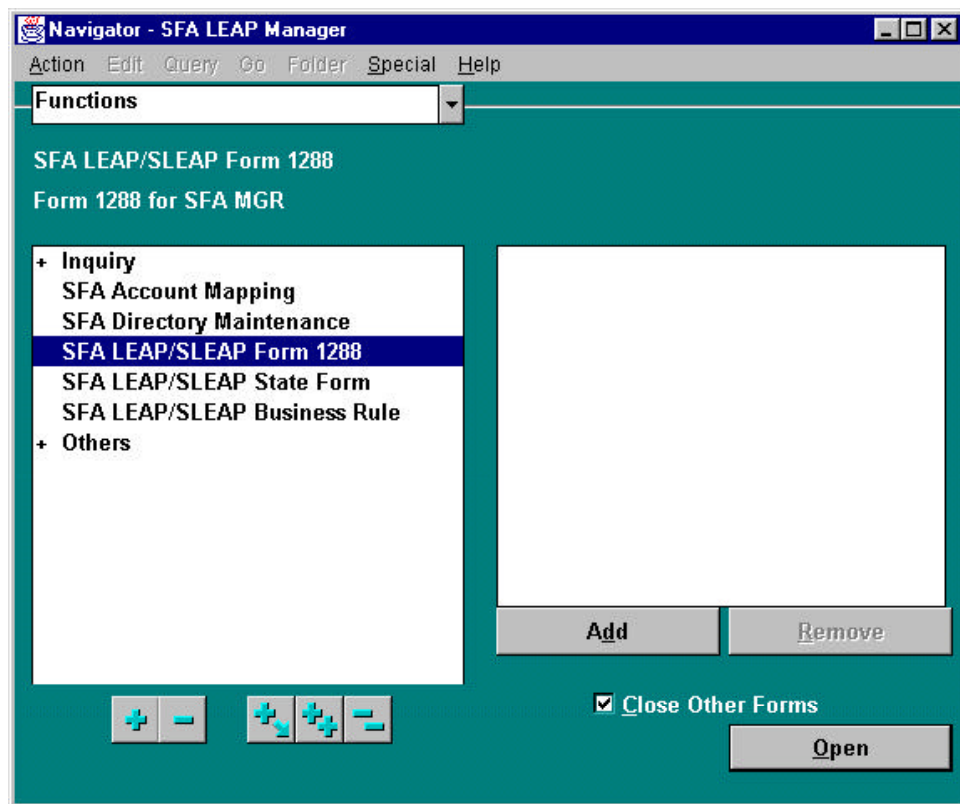 Navigator - SFA LEAP Manager
Action Edit Query Go Folder Special Help
Functions
SFA LEAP/SLEAP Form 1288
Form 1288 for SFA MGR
+ Inquiry
SFA Account Mapping
SFA Directory Maintenance
SFA LEAP/SLEAP Form 1288
SFA LEAP/SLEAP State Form
SFA LEAP/SLEAP Business Rule
+ Others
Add Remove
Close Other Forms
Open